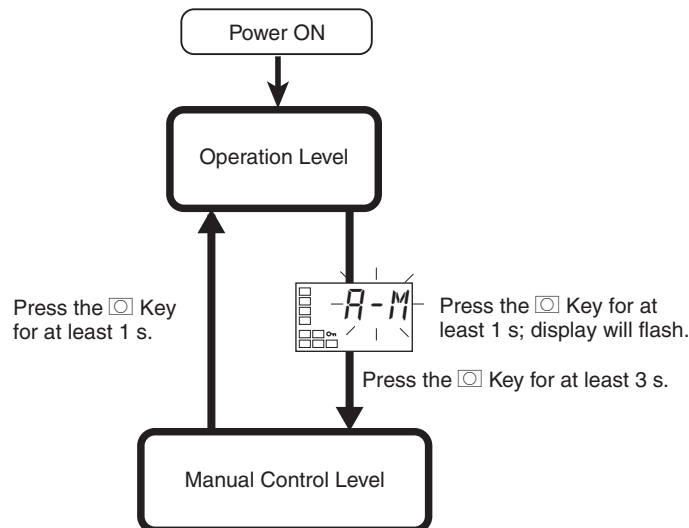 Power ON
Operation Level
A-M
Press the Key
for at least 1 s.
Press the Key for at
least 1 s; display will flash.
Press the Key for at least 3 s.
Manual Control Level